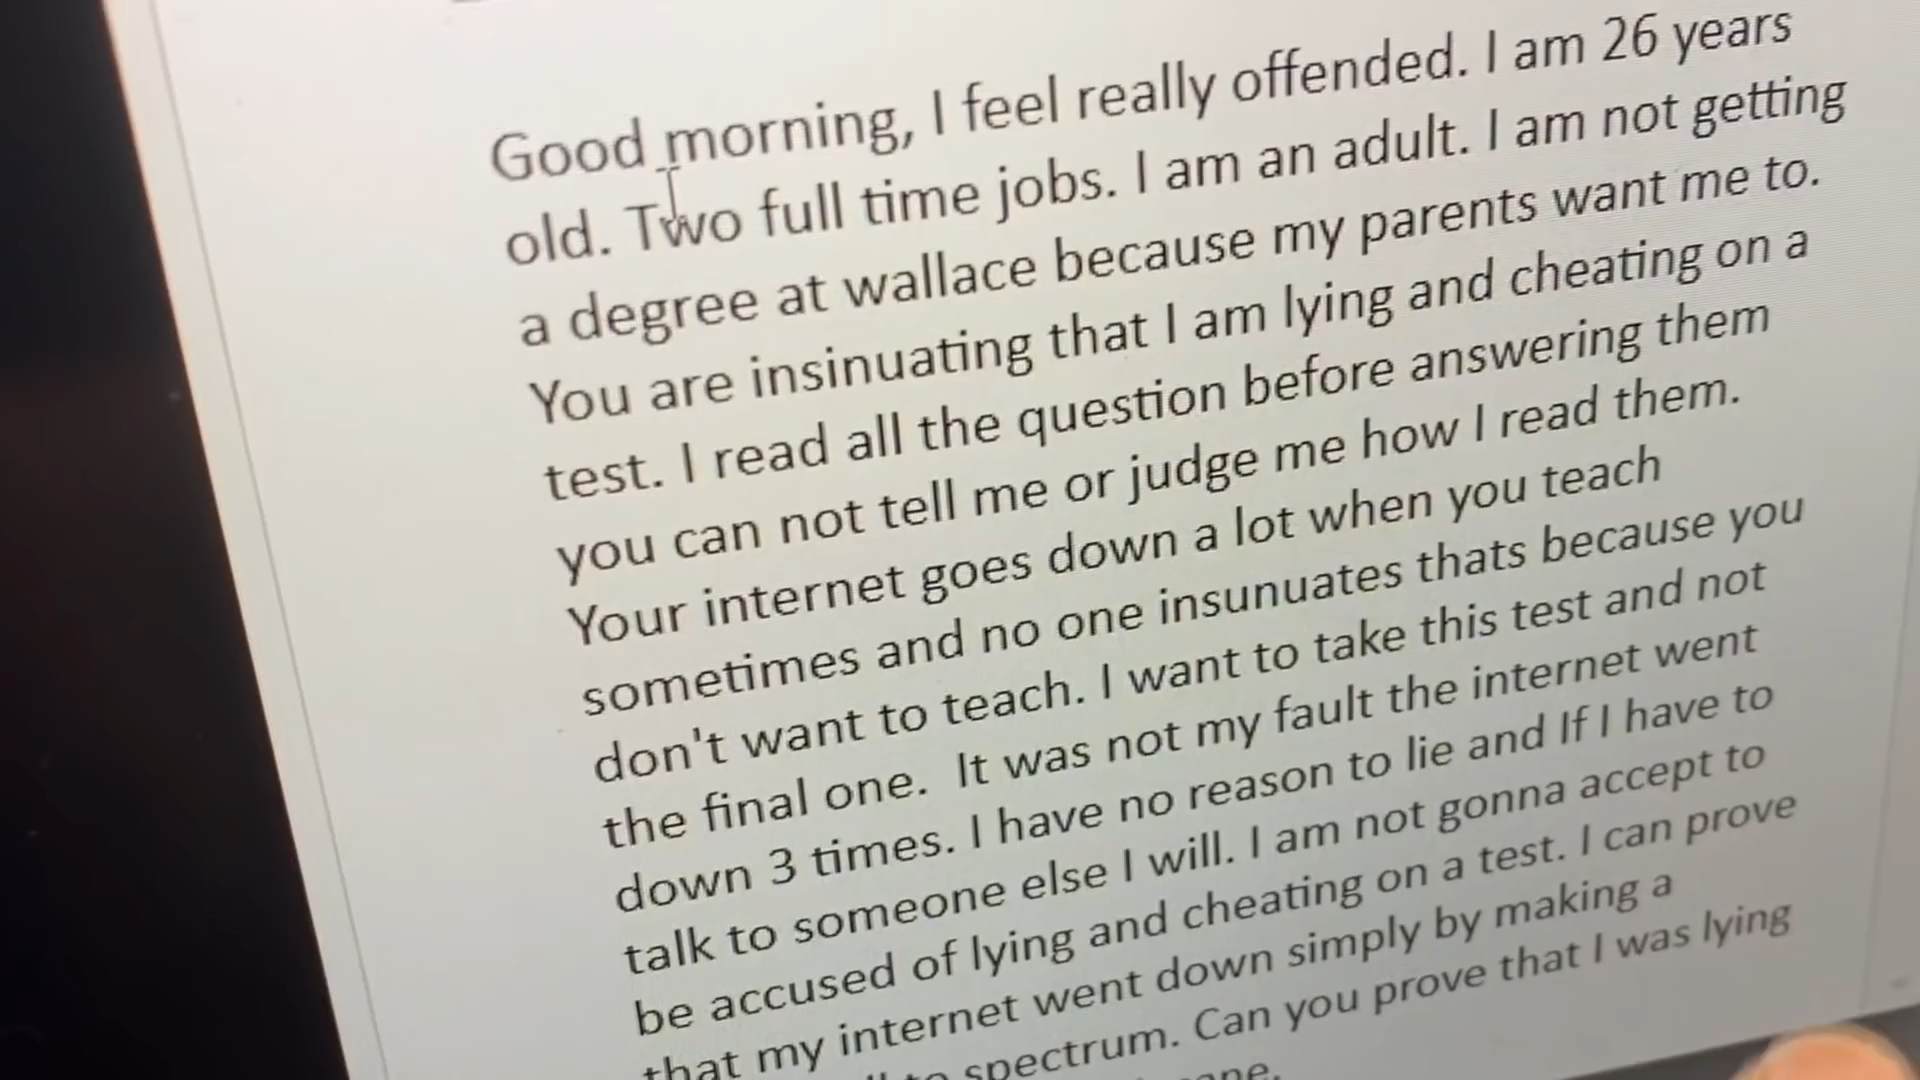 Good morning, I feel really offended. I am 26 years
old. Two full time jobs. I am an adult. I am not getting
a degree at wallace because my parents want me to.
You are insinuating that I am lying and cheating on a
test. I read all the question before answering them
you can not tell me or judge me how I read them.
Your internet goes down a lot when you teach
sometimes and no one insunuates thats because you
don't want to teach. I want to take this test and not
the final one. It was not my fault the internet went
down 3 times. I have no reason to lie and If I have to
talk to someone else I will. I am not gonna accept to
be accused of lying and cheating on a test. I can prove
that my internet went down simply by making a
to spectrum. Can you prove that I was lying